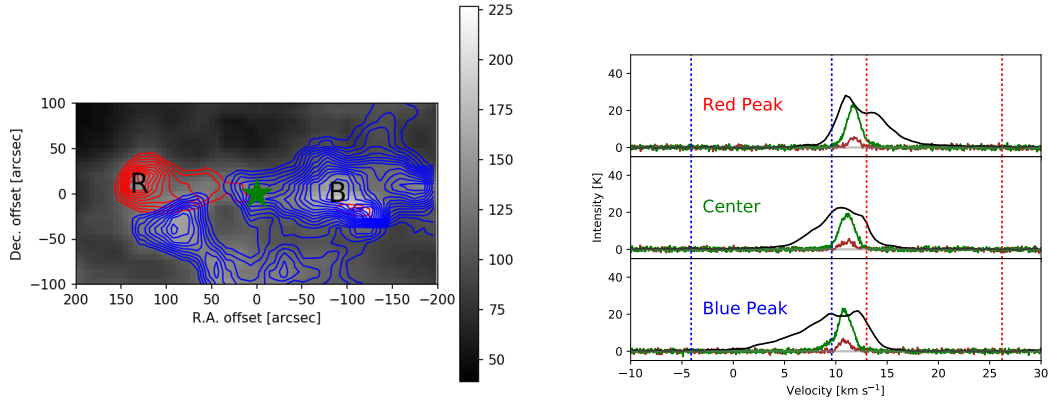 100
50
0
−50
−100
Dec. offset [arcsec]
200 150 100 50 0 −50 −100 −150 −200
R.A. offset [arcsec]
R
B
225
200
175
150
125
100
75
50
Red Peak
40
20
0
Center
40
20
0
Blue Peak
40
20
0
Intensity [K]
−10 −5 0 5 10 15 20 25 30
Velocity [km s⁻¹]